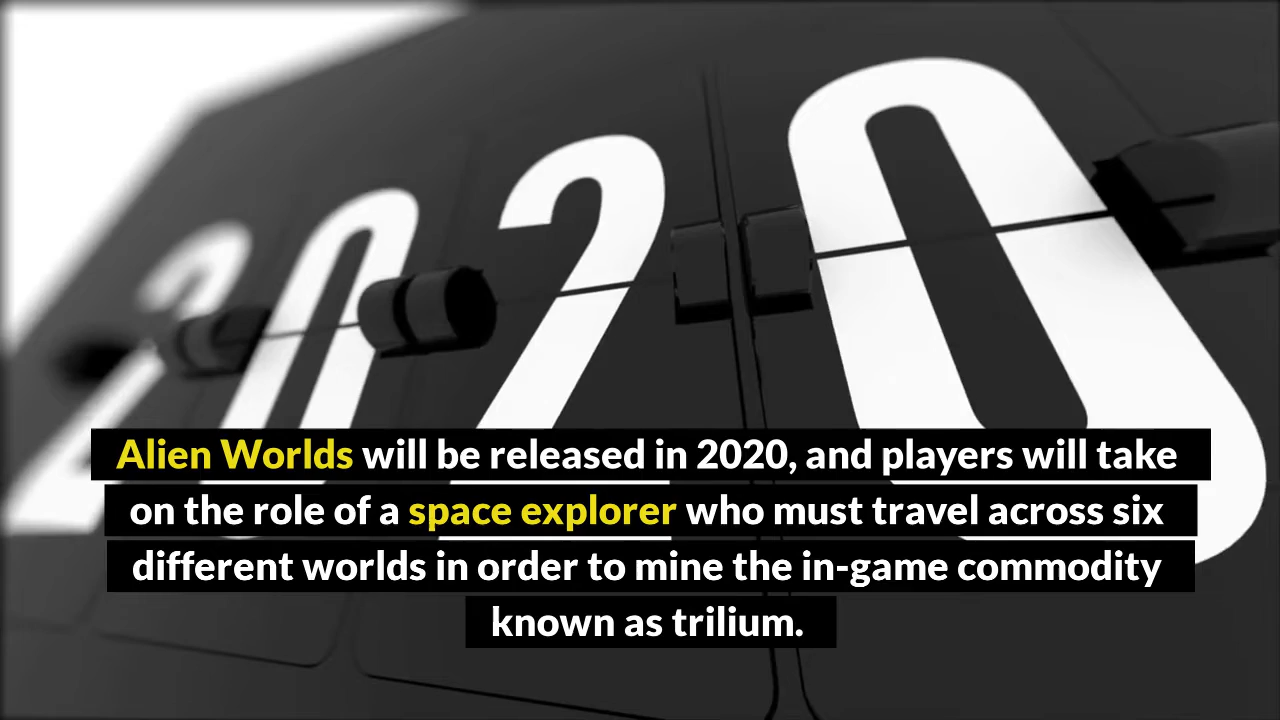 2020
Alien Worlds will be released in 2020, and players will take
on the role of a space explorer who must travel across six
different worlds in order to mine the in-game commodity
known as trilium.